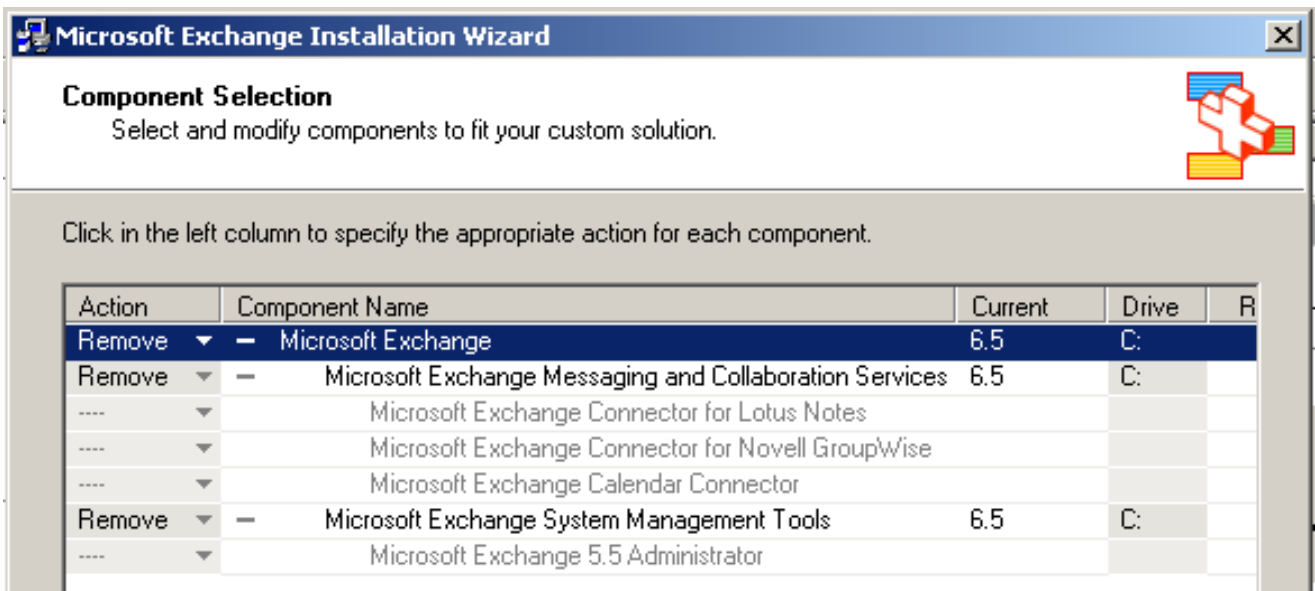 Microsoft Exchange Installation Wizard
Component Selection
Select and modify components to fit your custom solution.
Click in the left column to specify the appropriate action for each component.
Action Component Name Current Drive R
Remove Microsoft Exchange 6.5 C:
Remove Microsoft Exchange Messaging and Collaboration Services 6.5 C:
---- Microsoft Exchange Connector for Lotus Notes
---- Microsoft Exchange Connector for Novell GroupWise
---- Microsoft Exchange Calendar Connector
Remove Microsoft Exchange System Management Tools 6.5 C:
---- Microsoft Exchange 5.5 Administrator